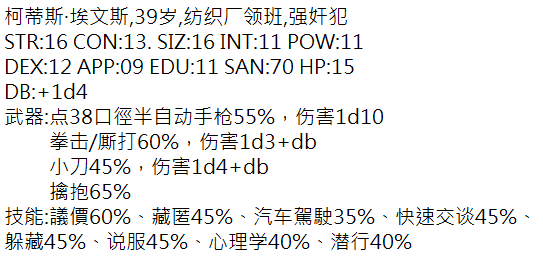 柯蒂斯·埃文斯,39岁,纺织厂领班,强奸犯
STR:16 CON:13. SIZ:16 INT:11 POW:11
DEX:12 APP:09 EDU:11 SAN:70 HP:15
DB:+1d4
武器:点38口徑半自动手枪55%，伤害1d10
拳击/厮打60%，伤害1d3+db
小刀45%，伤害1d4+db
擒抱65%
技能:議價60%、藏匿45%、汽车駕駛35%、快速交谈45%、
躲藏45%、说服45%、心理学40%、潜行40%